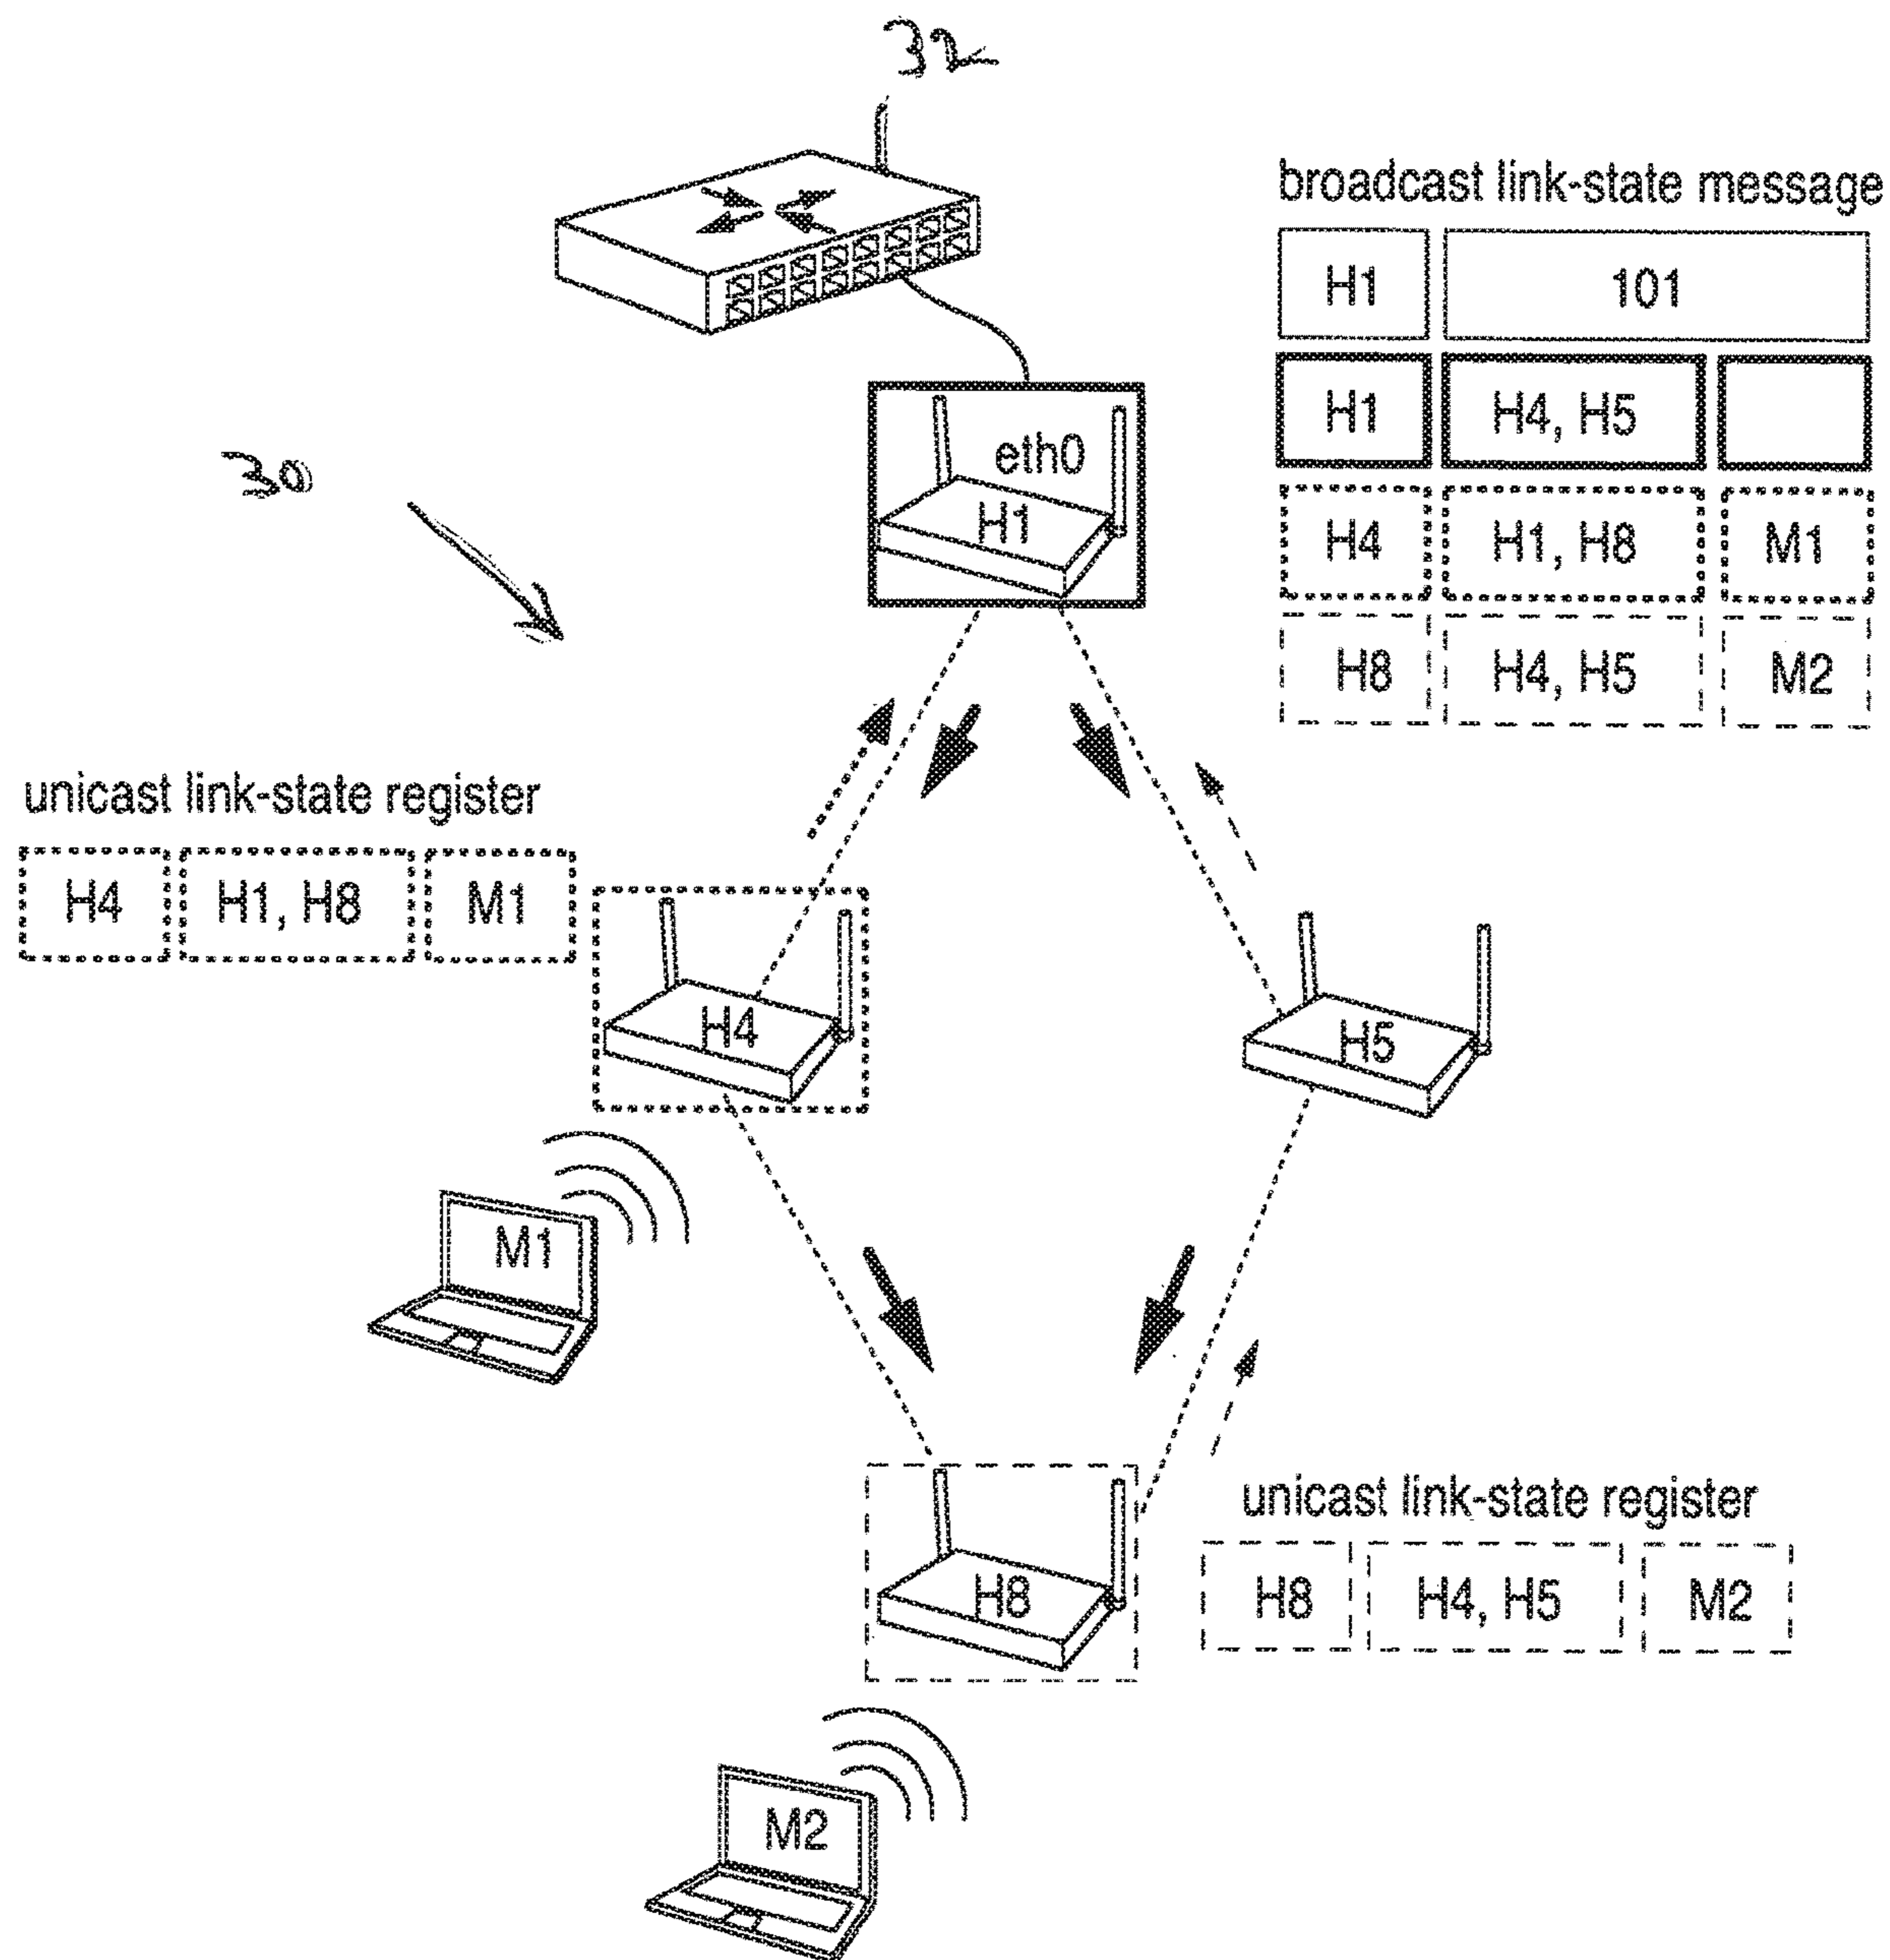 32
broadcast link-state message
H1 101
H1 H4, H5
H4 H1, H8 M1
H8 H4, H5 M2
eth0
H1
30
unicast link-state register
H4 H1, H8 M1
H4
H5
M1
unicast link-state register
H8 H4, H5 M2
H8
M2